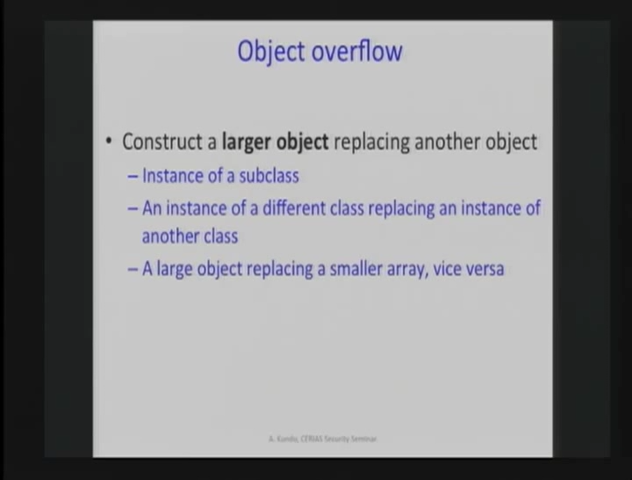 Object overflow
• Construct a larger object replacing another object
– Instance of a subclass
– An instance of a different class replacing an instance of
another class
– A large object replacing a smaller array, vice versa
A. Kundu, CERIAS Security Seminar